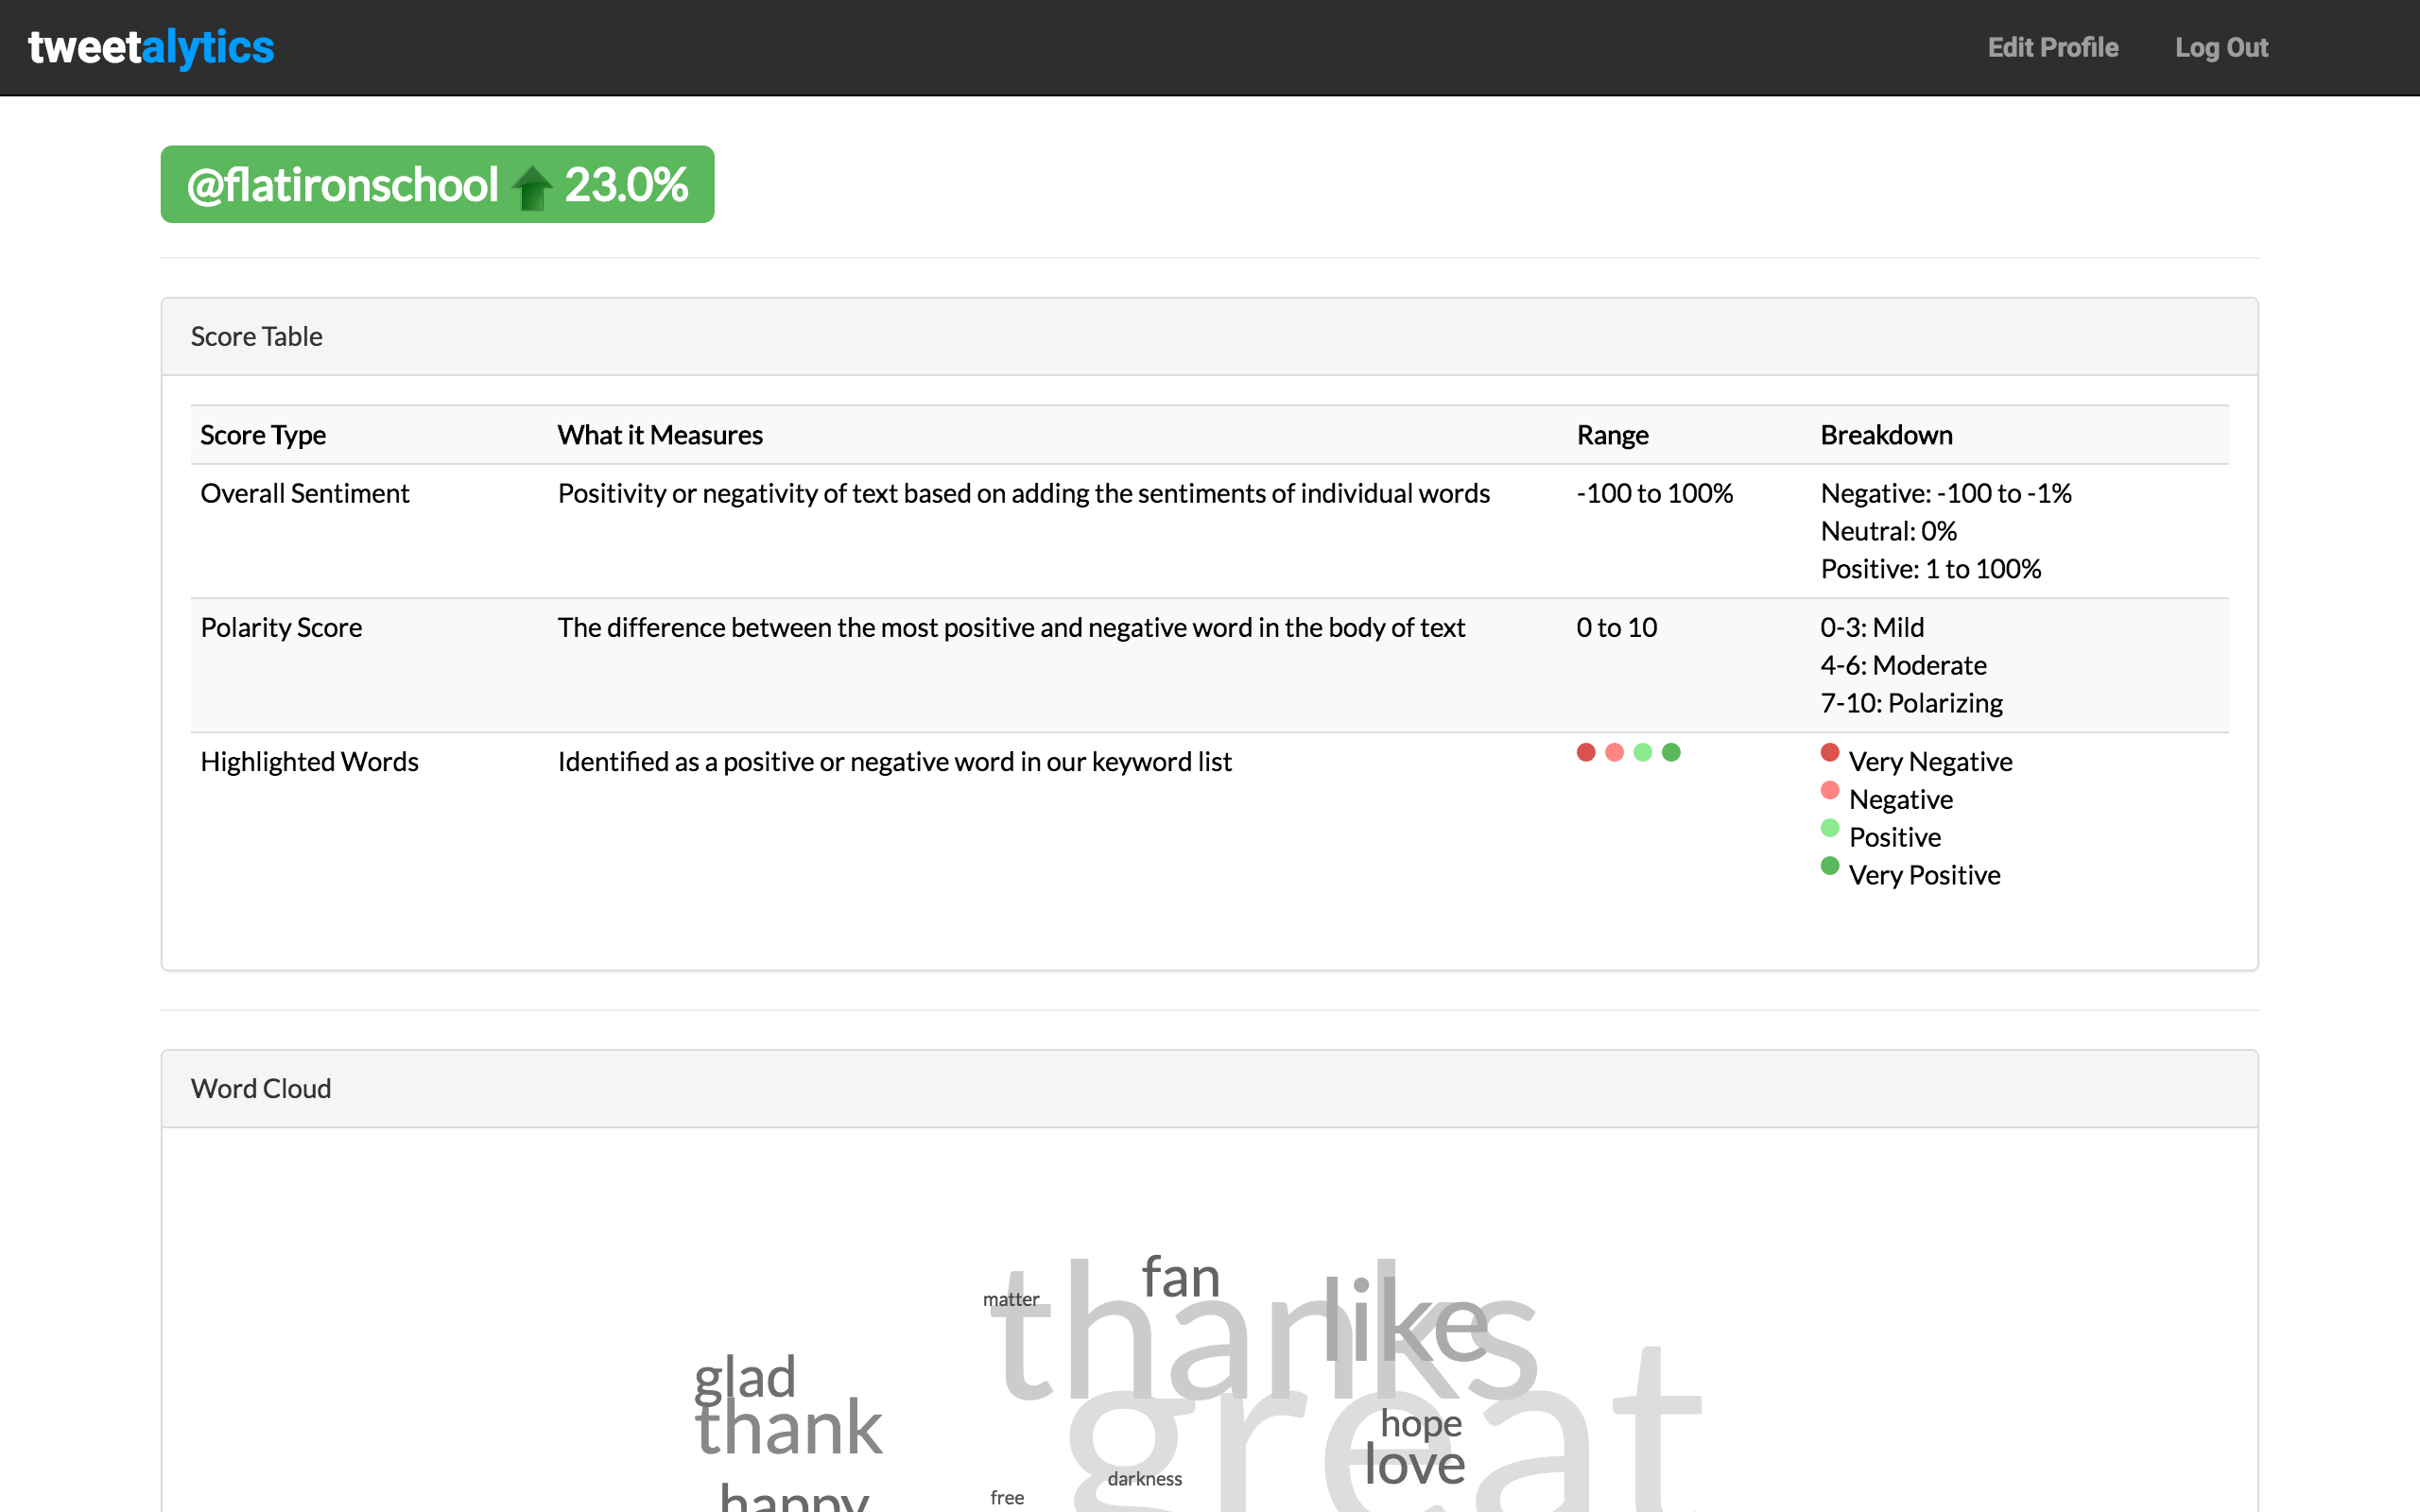 tweetalytics Edit Profile Log Out
@flatironschool 23.0%
Score Table
Score Type What it Measures Range Breakdown
Overall Sentiment Positivity or negativity of text based on adding the sentiments of individual words -100 to 100% Negative: -100 to -1%
Neutral: 0%
Positive: 1 to 100%
Polarity Score The difference between the most positive and negative word in the body of text 0 to 10 0-3: Mild
4-6: Moderate
7-10: Polarizing
Highlighted Words Identified as a positive or negative word in our keyword list Very Negative
Negative
Positive
Very Positive
Word Cloud
fan
matter
thanks
like
glad
thank
great
hope
love
darkness
happy
free